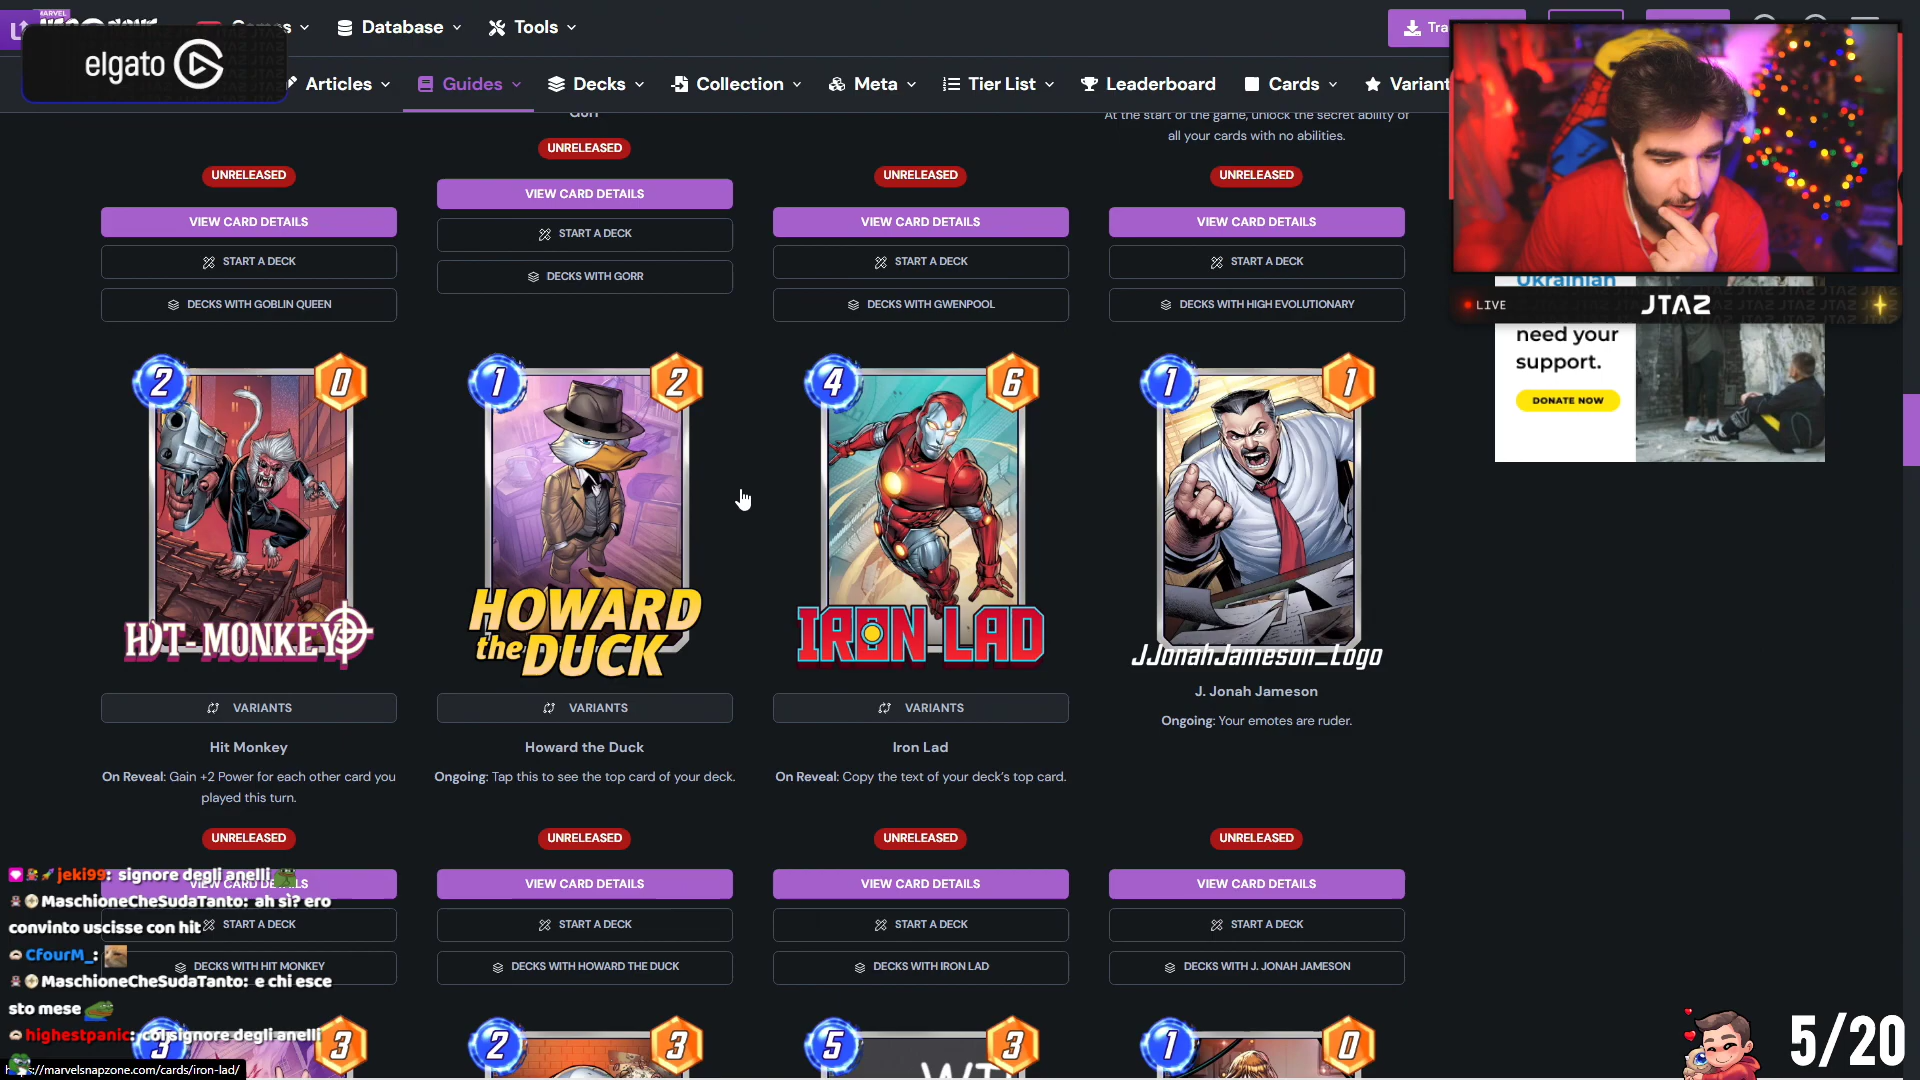 MARVEL
Games
Database
Tools
elgato
Articles
Guides
Decks
Collection
Meta
Tier List
Leaderboard
Cards
Variant
At the start of the game, unlock the secret ability of
all your cards with no abilities.
UNRELEASED
UNRELEASED
UNRELEASED
UNRELEASED
VIEW CARD DETAILS
VIEW CARD DETAILS
VIEW CARD DETAILS
VIEW CARD DETAILS
START A DECK
START A DECK
START A DECK
START A DECK
DECKS WITH GOBLIN QUEEN
DECKS WITH GORR
DECKS WITH GWENPOOL
DECKS WITH HIGH EVOLUTIONARY
LIVE
JTAZ
Ukrainian
need your
support.
DONATE NOW
2 0
1 2
4 6
1 1
HIT-MONKEY
HOWARD
the DUCK
IRON LAD
JJonahJameson_Logo
VARIANTS
VARIANTS
VARIANTS
J. Jonah Jameson
Ongoing: Your emotes are ruder.
Hit Monkey
On Reveal: Gain +2 Power for each other card you
played this turn.
Howard the Duck
Ongoing: Tap this to see the top card of your deck.
Iron Lad
On Reveal: Copy the text of your deck's top card.
UNRELEASED
UNRELEASED
UNRELEASED
UNRELEASED
VIEW CARD DETAILS
VIEW CARD DETAILS
VIEW CARD DETAILS
START A DECK
START A DECK
START A DECK
START A DECK
DECKS WITH HIT MONKEY
DECKS WITH HOWARD THE DUCK
DECKS WITH IRON LAD
DECKS WITH J. JONAH JAMESON
jeki99: signore degli anelli
MaschioneCheSudaTanto: ah sì? ero
convinto uscisse con hit
CfourM_:
MaschioneCheSudaTanto: e chi esce
sto mese
highestpanic: col signore degli anelli
3 3
2 3
5 3
1 0
://marvelsnapzone.com/cards/iron-lad/
5/20